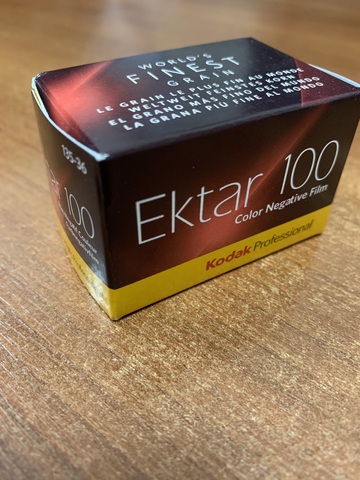 WORLD'S
FINEST
GRAIN
LE GRAIN LE PLUS FIN AU MONDE
WELTWEIT FEINSTES KORN
EL GRANO MÁS FINO DEL MUNDO
LA GRANA PIÙ FINE AL MONDO
135-36
100
Ektar 100
Color Negative Film
Kodak Professional